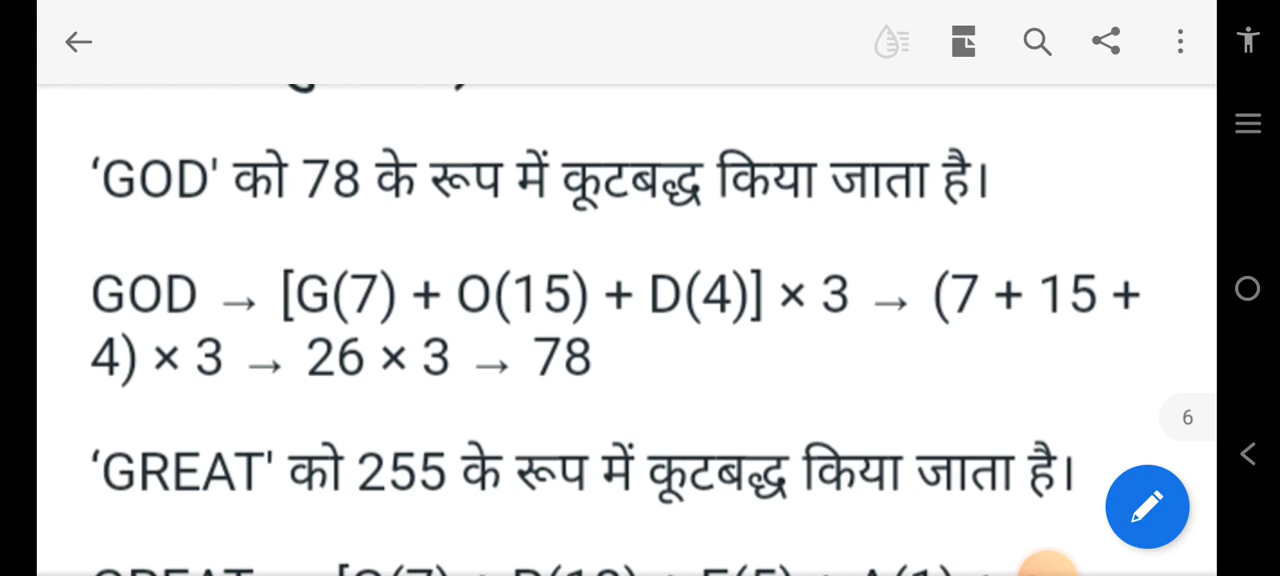 ‘GOD' को 78 के रूप में कूटबद्ध किया जाता है।
GOD → [G(7) + O(15) + D(4)] × 3 → (7 + 15 +
4) × 3 → 26 × 3 → 78
6
‘GREAT' को 255 के रूप में कूटबद्ध किया जाता है।